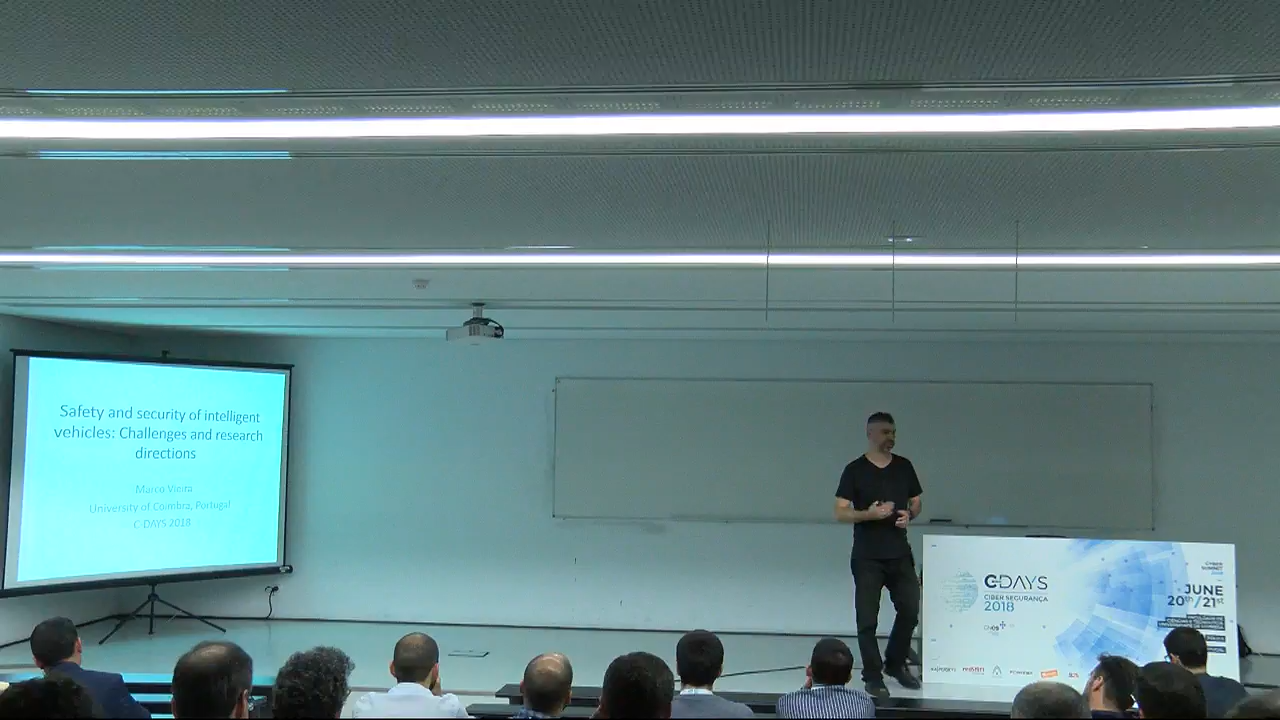 Safety and security of intelligent
vehicles: Challenges and research
directions
Marco Vieira
University of Coimbra, Portugal
C-DAYS 2018
C-DAYS
CIBER SEGURANÇA
2018
JUNE
20th/21st